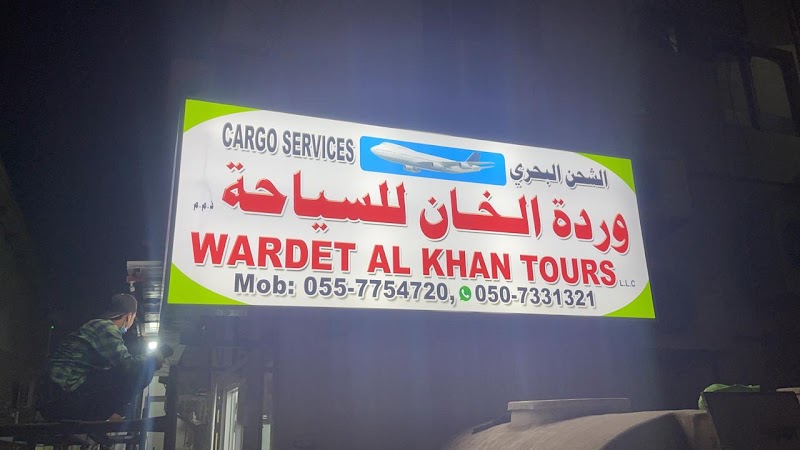 CARGO SERVICES
الشحن البحري
وردة الخان للسياحة ذ.م.م
WARDET AL KHAN TOURS L.L.C
Mob: 055-7754720, 050-7331321